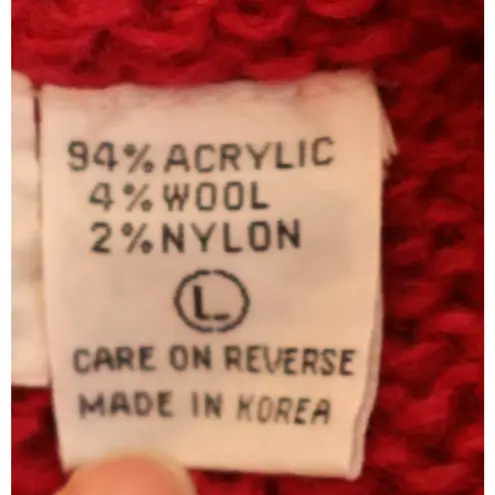 94% ACRYLIC
4% WOOL
2% NYLON
L
CARE ON REVERSE
MADE IN KOREA